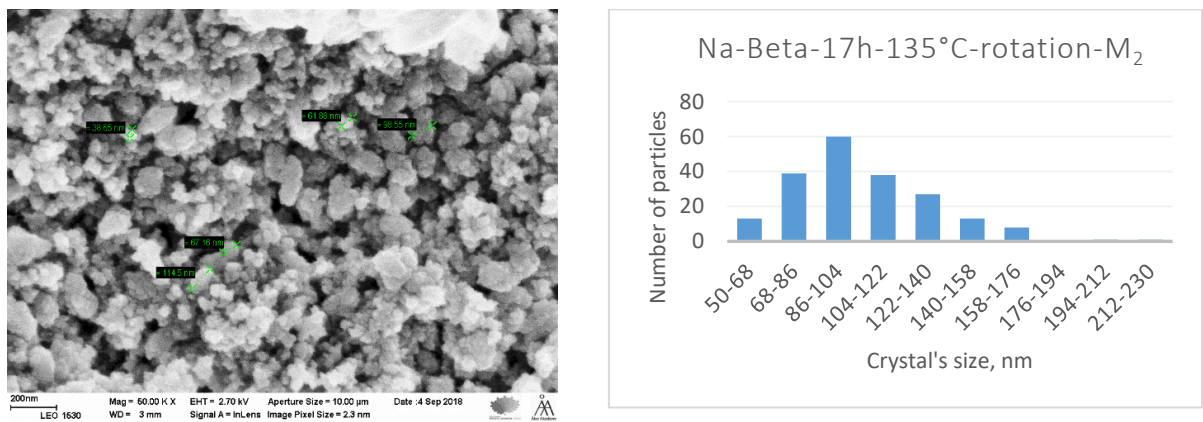 = 38.65 nm
= 61.88 nm
= 98.55 nm
= 67.16 nm
= 114.5 nm
200nm
LEO 1530
Mag = 50.00 K X
WD = 3 mm
EHT = 2.70 kV
Signal A = InLens
Aperture Size = 10.00 µm
Image Pixel Size = 2.3 nm
Date :4 Sep 2018
Na-Beta-17h-135°C-rotation-M₂
Number of particles
80
60
40
20
0
50-68
68-86
86-104
104-122
122-140
140-158
158-176
176-194
194-212
212-230
Crystal's size, nm